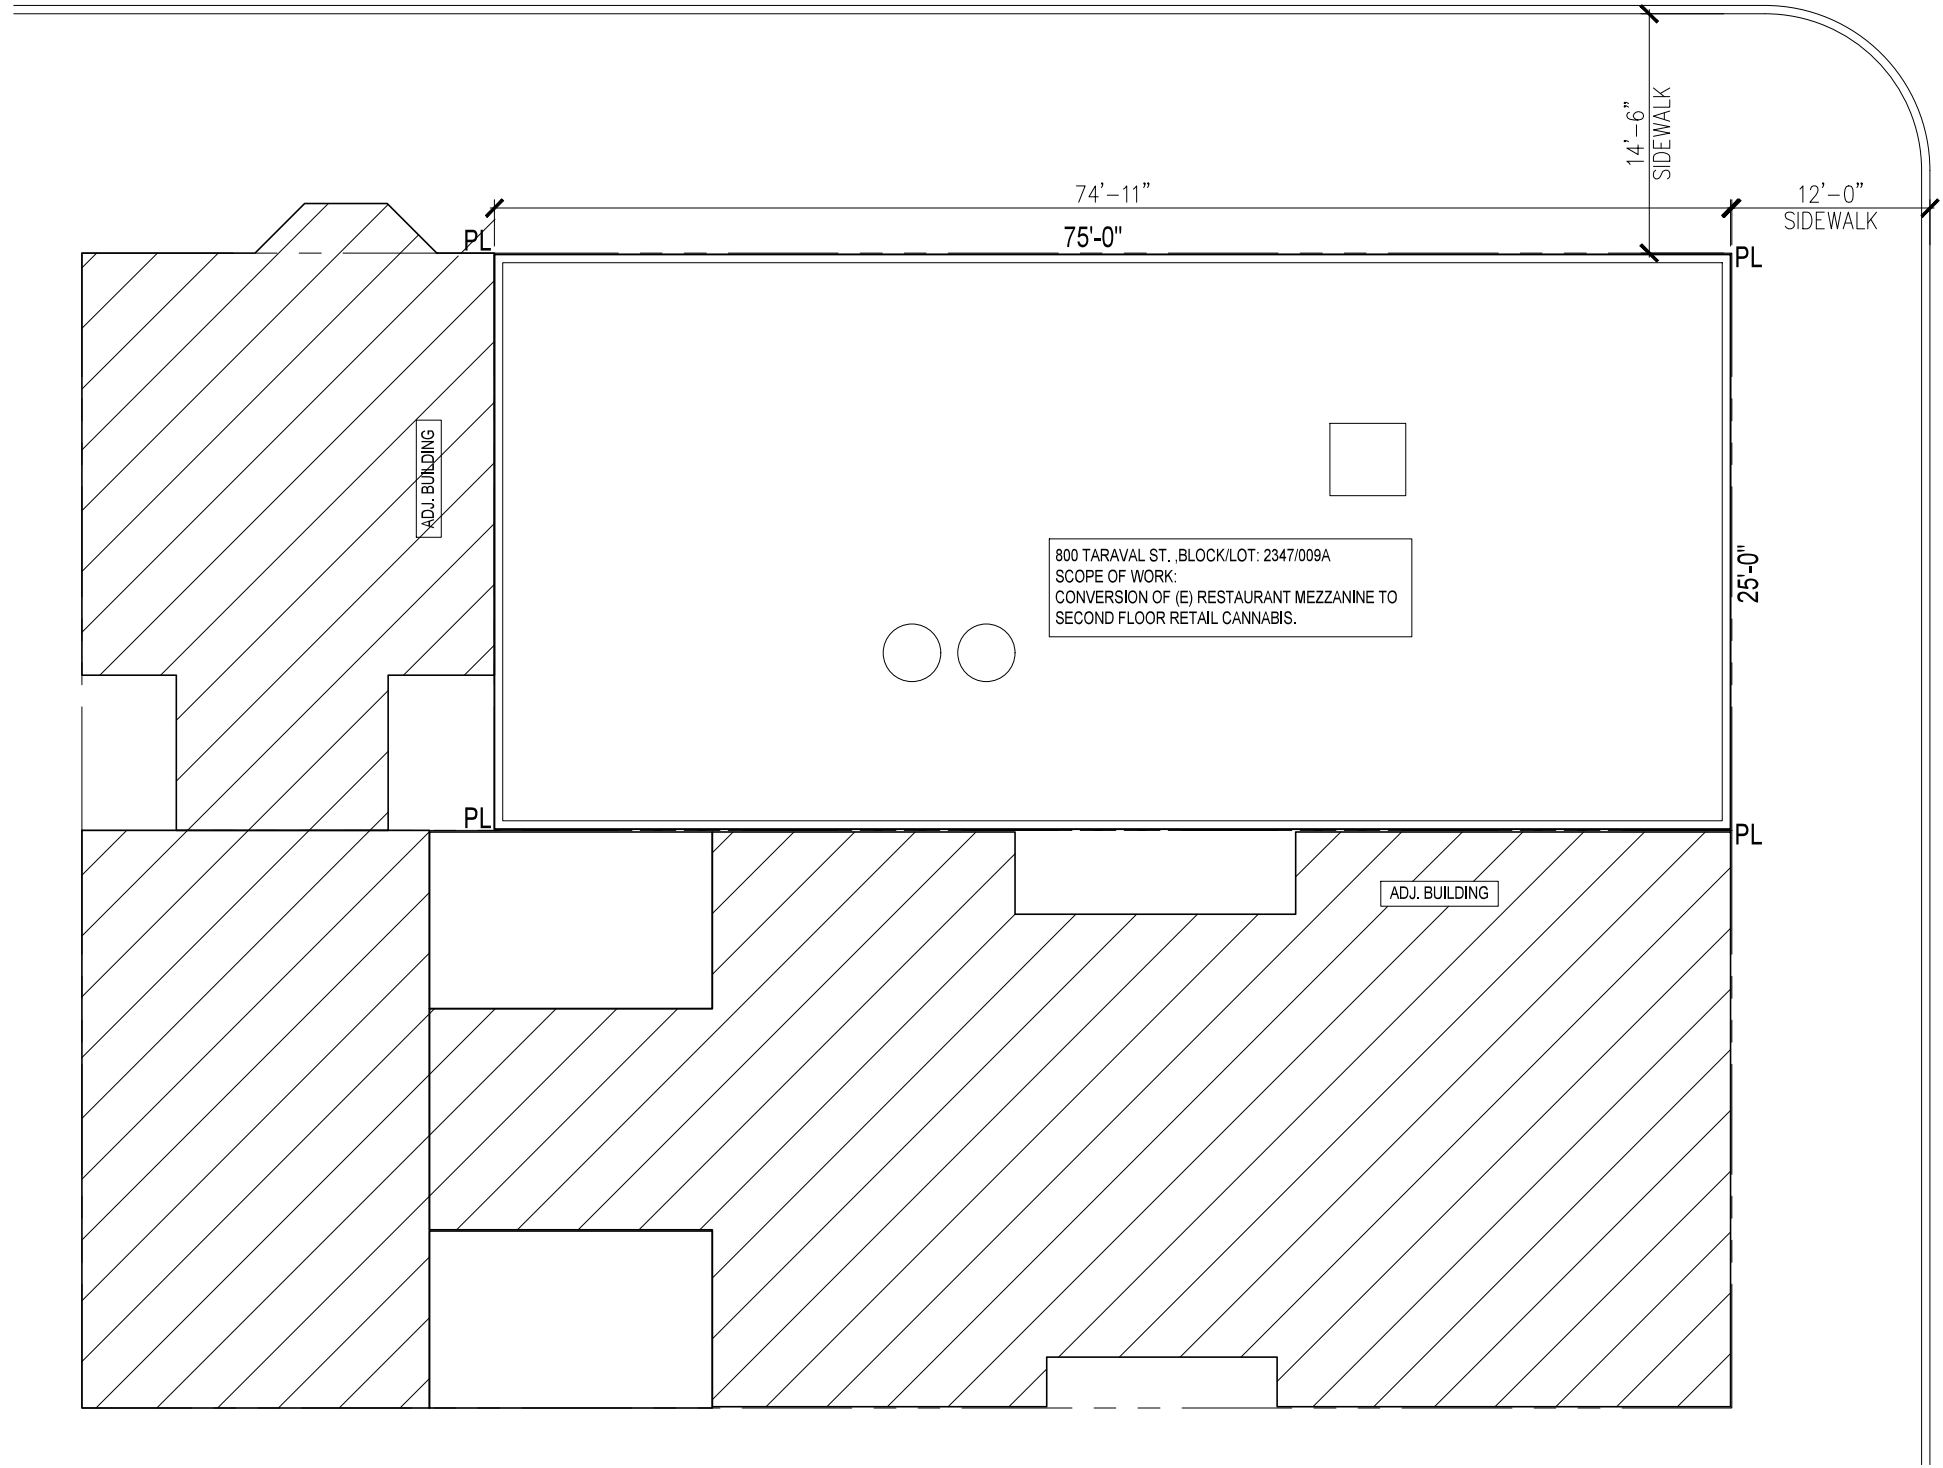 14'-6"
SIDEWALK
74'-11"
12'-0"
SIDEWALK
PL
75'-0"
PL
ADJ. BUILDING
800 TARAVAL ST. ,BLOCK/LOT: 2347/009A
SCOPE OF WORK:
CONVERSION OF (E) RESTAURANT MEZZANINE TO
SECOND FLOOR RETAIL CANNABIS.
25'-0"
PL
PL
ADJ. BUILDING